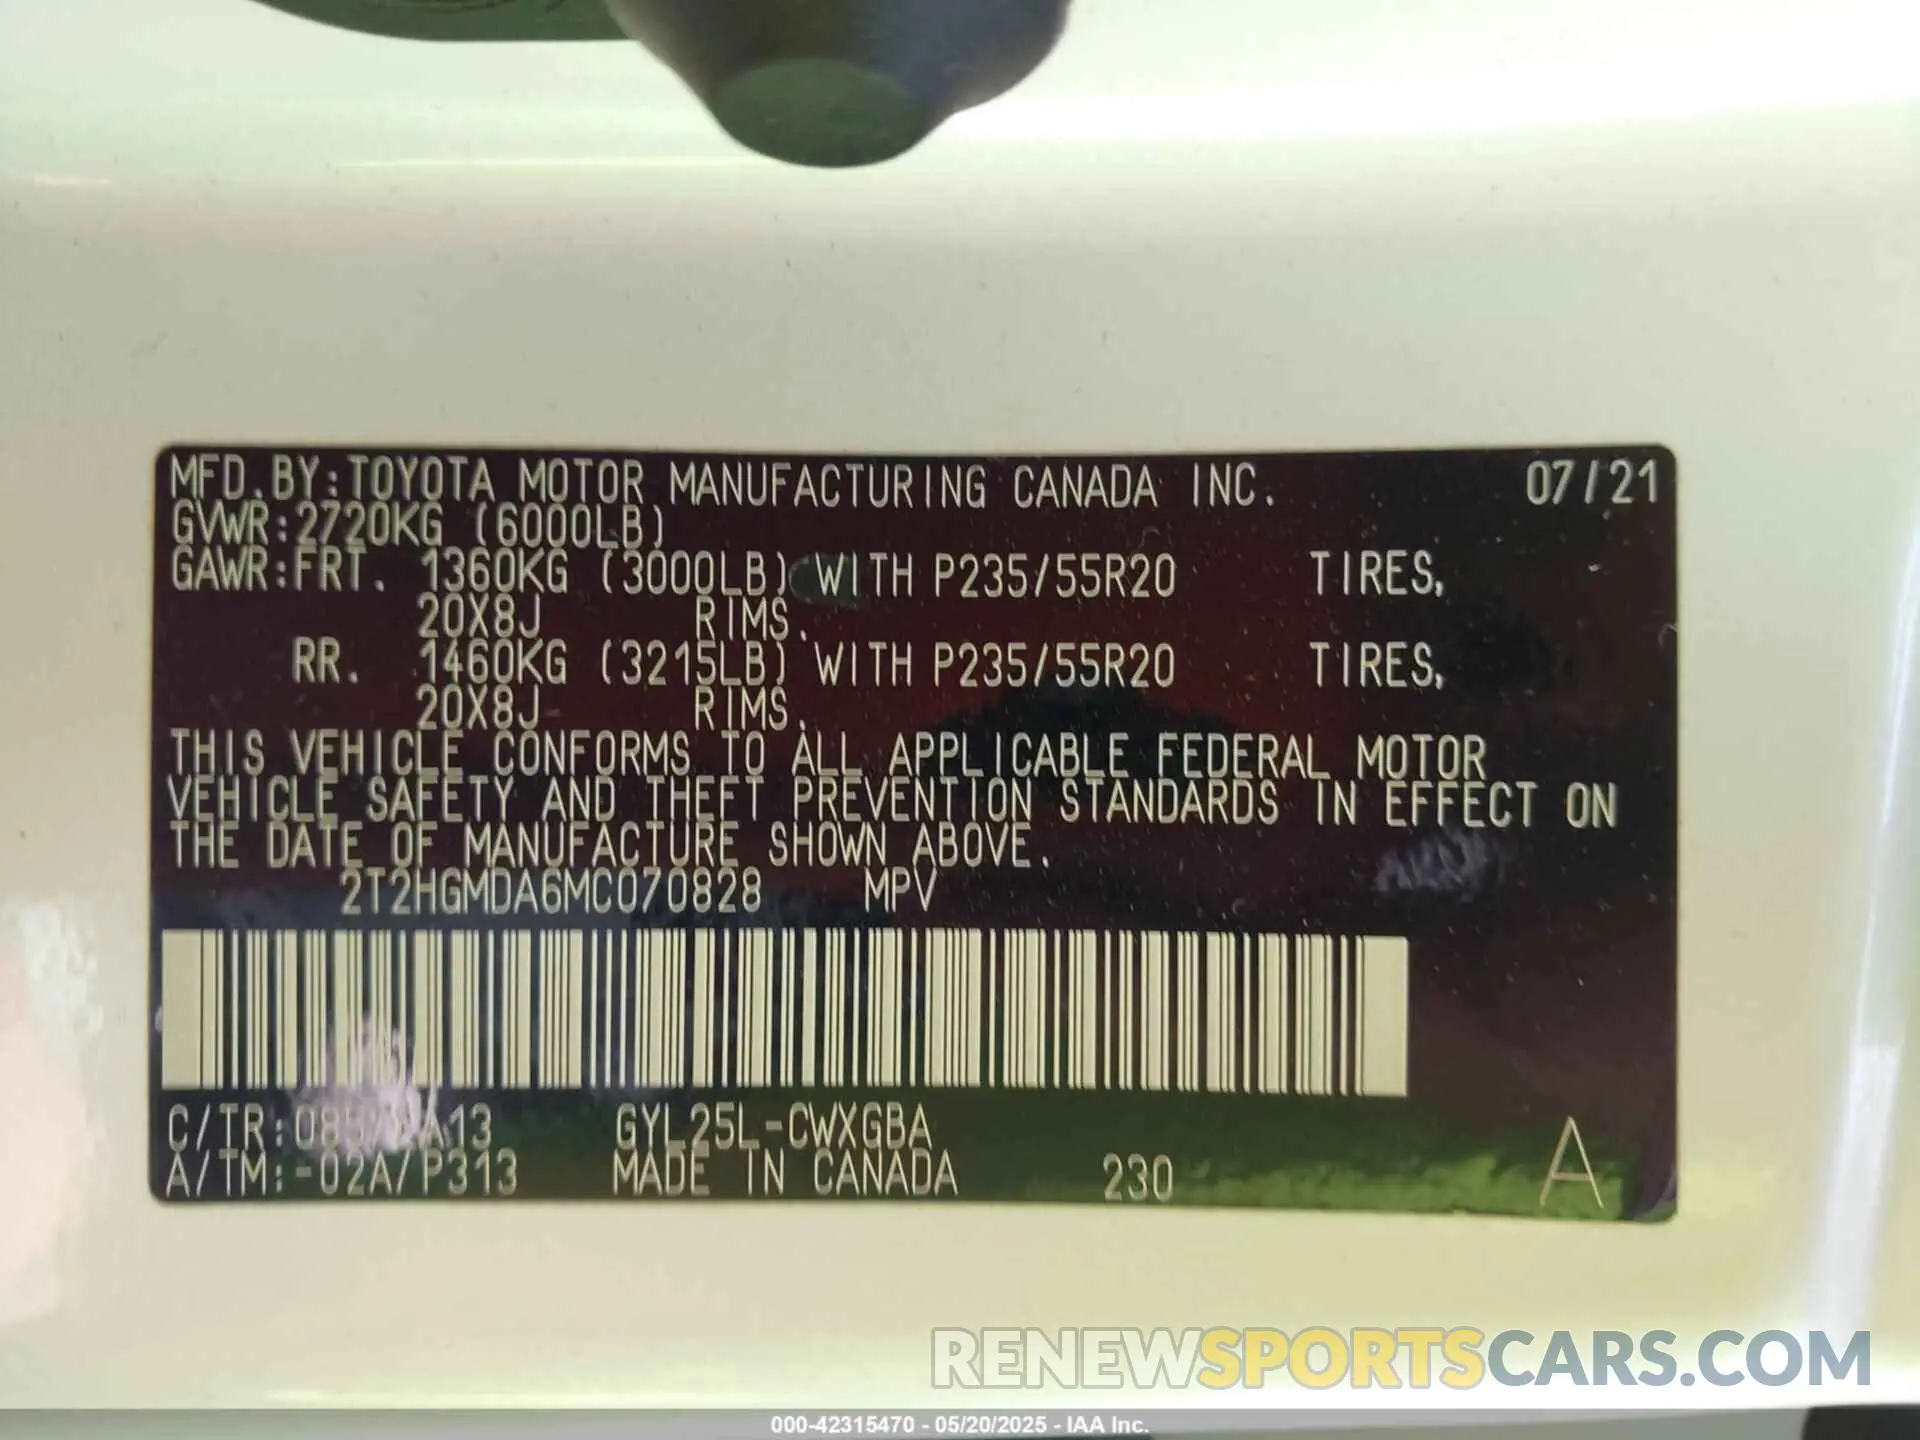 MFD.BY:TOYOTA MOTOR MANUFACTURING CANADA INC. 07/21
GVWR:2720KG (6000LB)
GAWR:FRT. 1360KG (3000LB) WITH P235/55R20 TIRES,
20X8J RIMS.
RR. 1460KG (3215LB) WITH P235/55R20 TIRES,
20X8J RIMS.
THIS VEHICLE CONFORMS TO ALL APPLICABLE FEDERAL MOTOR
VEHICLE SAFETY AND THEFT PREVENTION STANDARDS IN EFFECT ON
THE DATE OF MANUFACTURE SHOWN ABOVE.
2T2HGMDA6MC070828 MPV
C/TR: GYL25L-CWXGBA
A/TM:-02A/P313 MADE IN CANADA 230 A
RENEWSPORTSCARS.COM
000-42315470 - 05/20/2025 - IAA Inc.